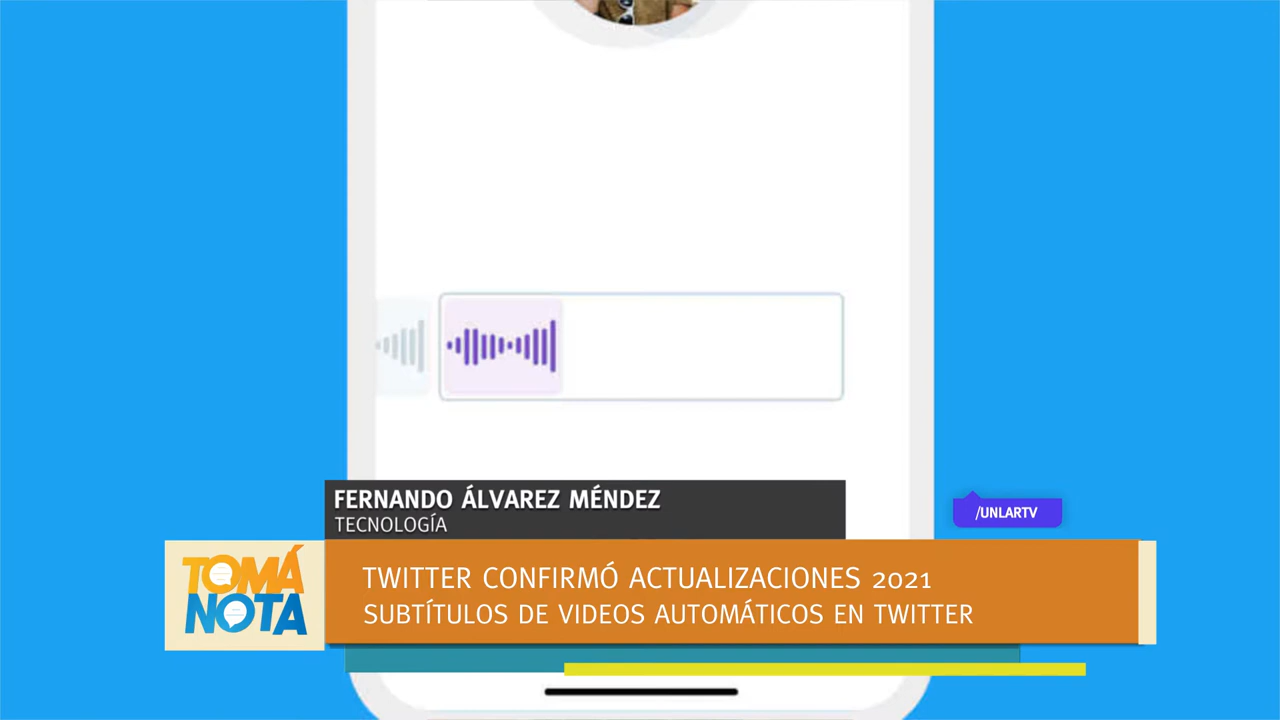 FERNANDO ÁLVAREZ MÉNDEZ
TECNOLOGÍA
/UNLARTV
TOMÁ
NOTA
TWITTER CONFIRMÓ ACTUALIZACIONES 2021
SUBTÍTULOS DE VIDEOS AUTOMÁTICOS EN TWITTER